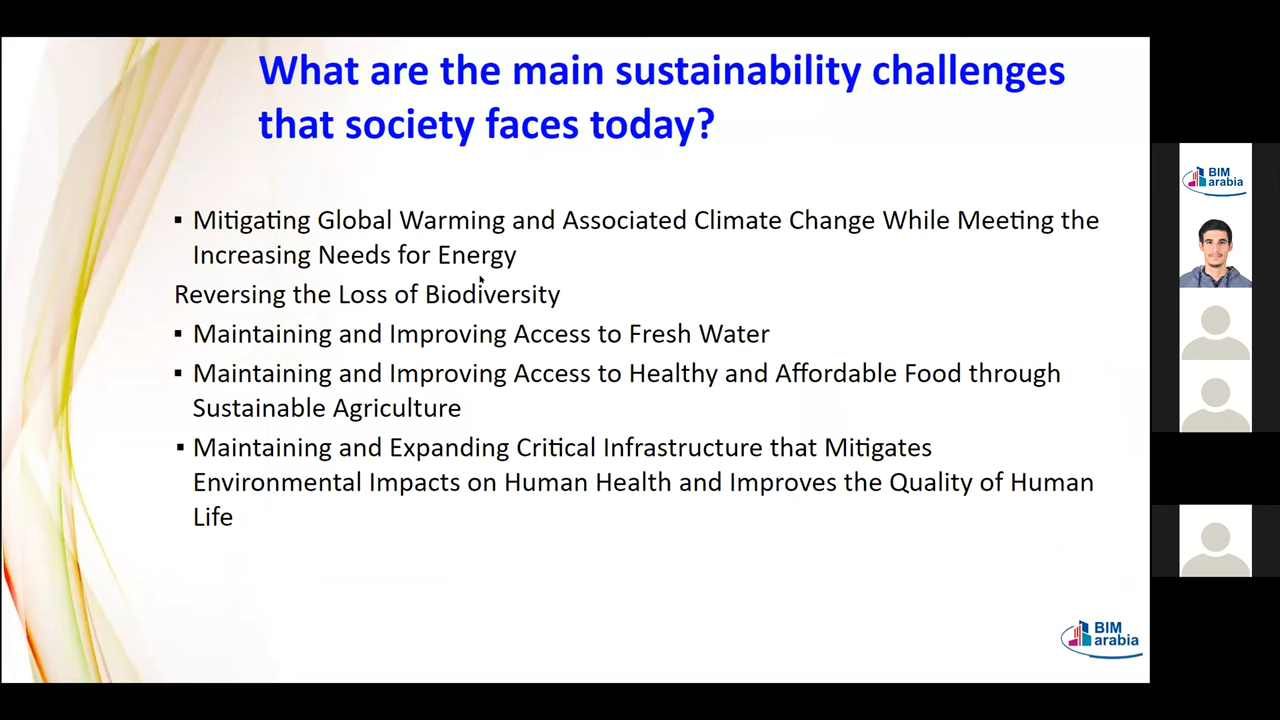 What are the main sustainability challenges
that society faces today?
▪ Mitigating Global Warming and Associated Climate Change While Meeting the
Increasing Needs for Energy
Reversing the Loss of Biodiversity
▪ Maintaining and Improving Access to Fresh Water
▪ Maintaining and Improving Access to Healthy and Affordable Food through
Sustainable Agriculture
▪ Maintaining and Expanding Critical Infrastructure that Mitigates
Environmental Impacts on Human Health and Improves the Quality of Human
Life
BIM
arabia
BIM
arabia